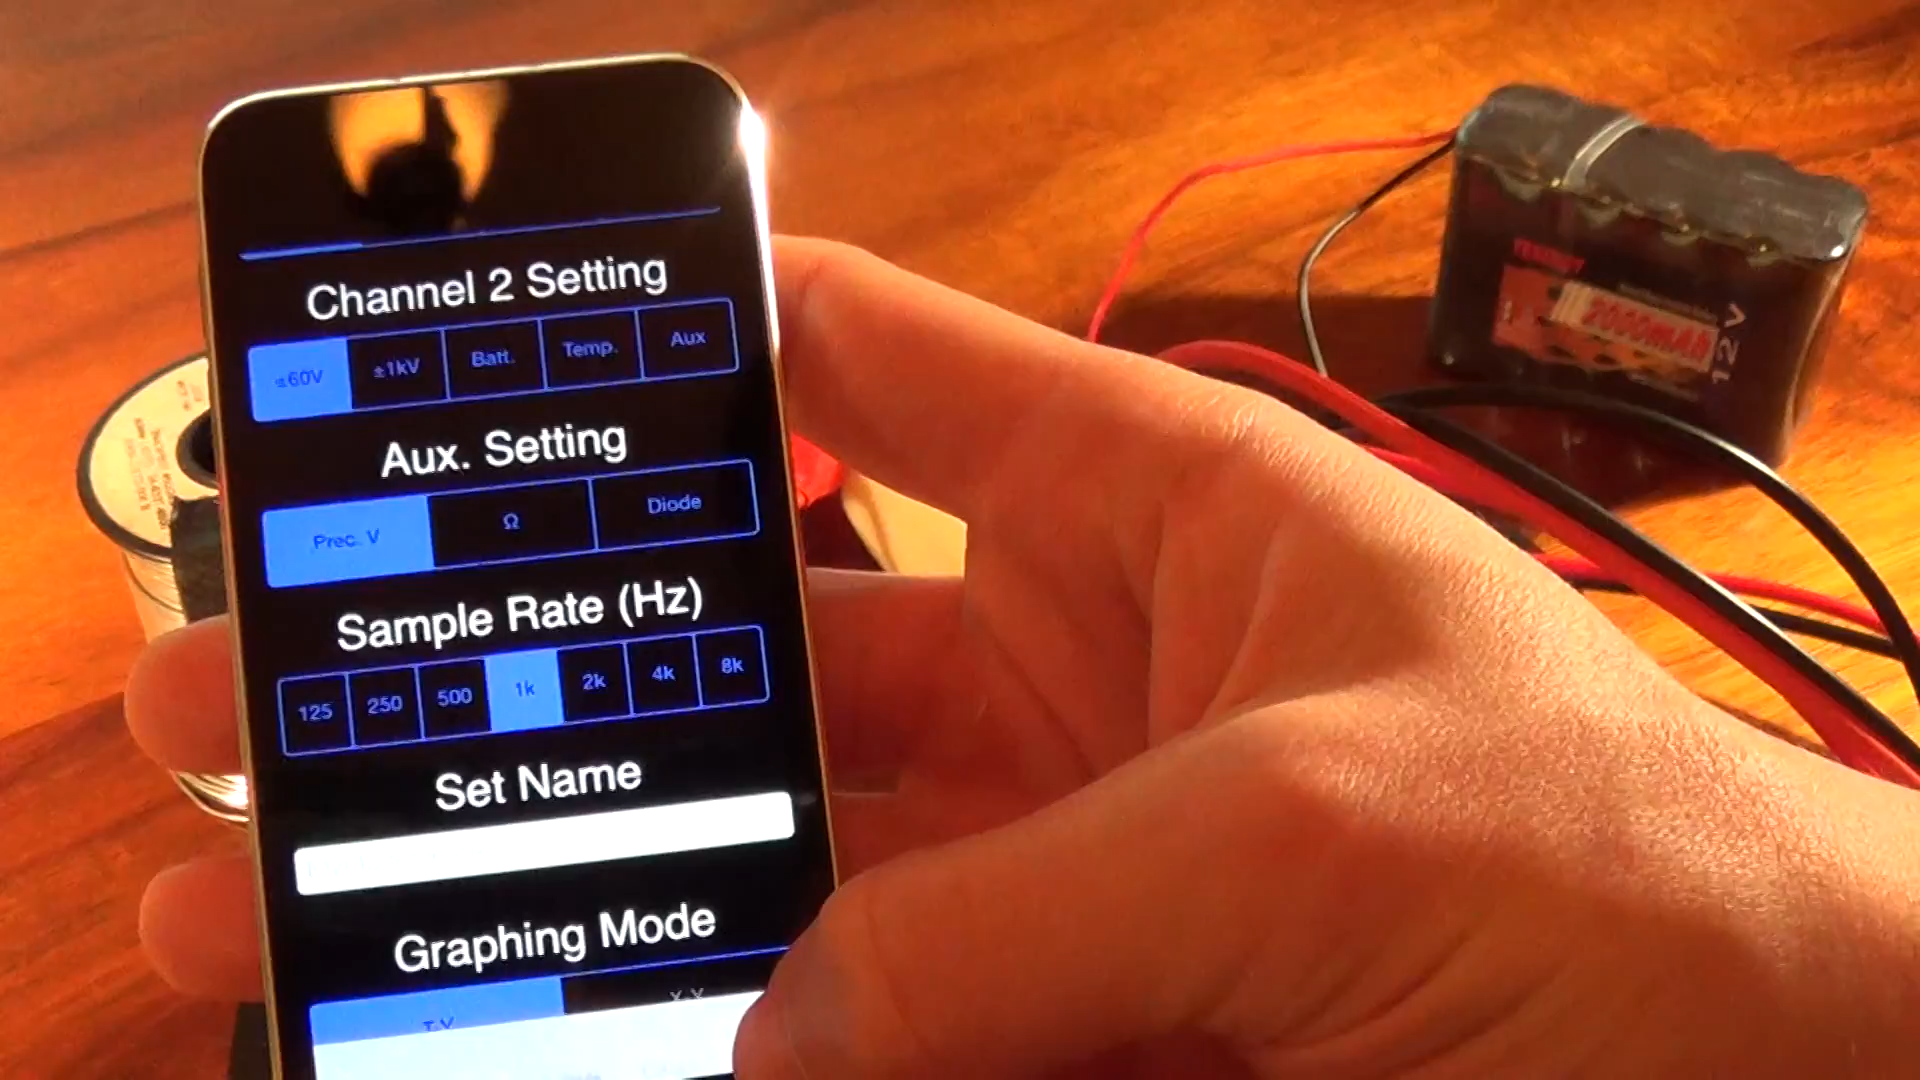 Channel 2 Setting
±60V ±1kV Batt. Temp. Aux
Aux. Setting
Prec. V Ω Diode
Sample Rate (Hz)
125 250 500 1k 2k 4k 8k
Set Name
Graphing Mode
T-V X-Y
TENERGY
2000mAh
12V